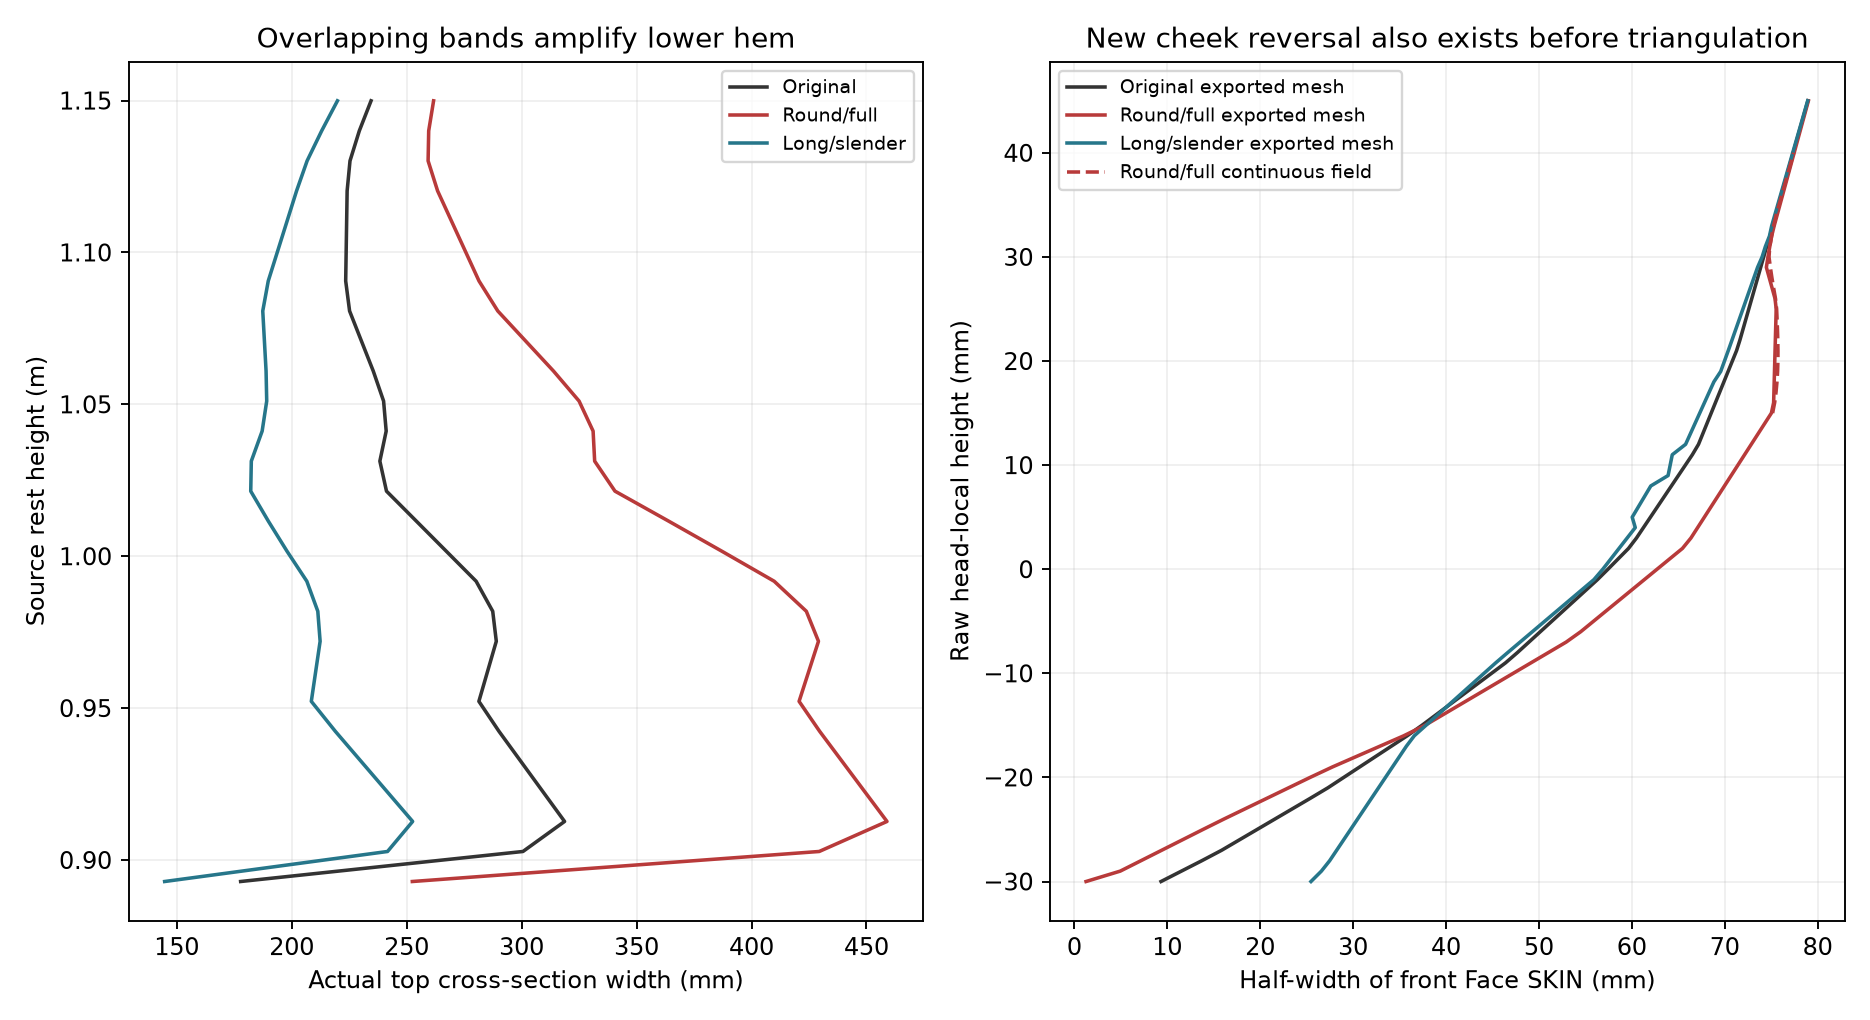 Overlapping bands amplify lower hem
Original
Round/full
Long/slender
1.15
1.10
1.05
1.00
0.95
0.90
Source rest height (m)
150 200 250 300 350 400 450
Actual top cross-section width (mm)
New cheek reversal also exists before triangulation
Original exported mesh
Round/full exported mesh
Long/slender exported mesh
Round/full continuous field
40
30
20
10
0
−10
−20
−30
Raw head-local height (mm)
0 10 20 30 40 50 60 70 80
Half-width of front Face SKIN (mm)